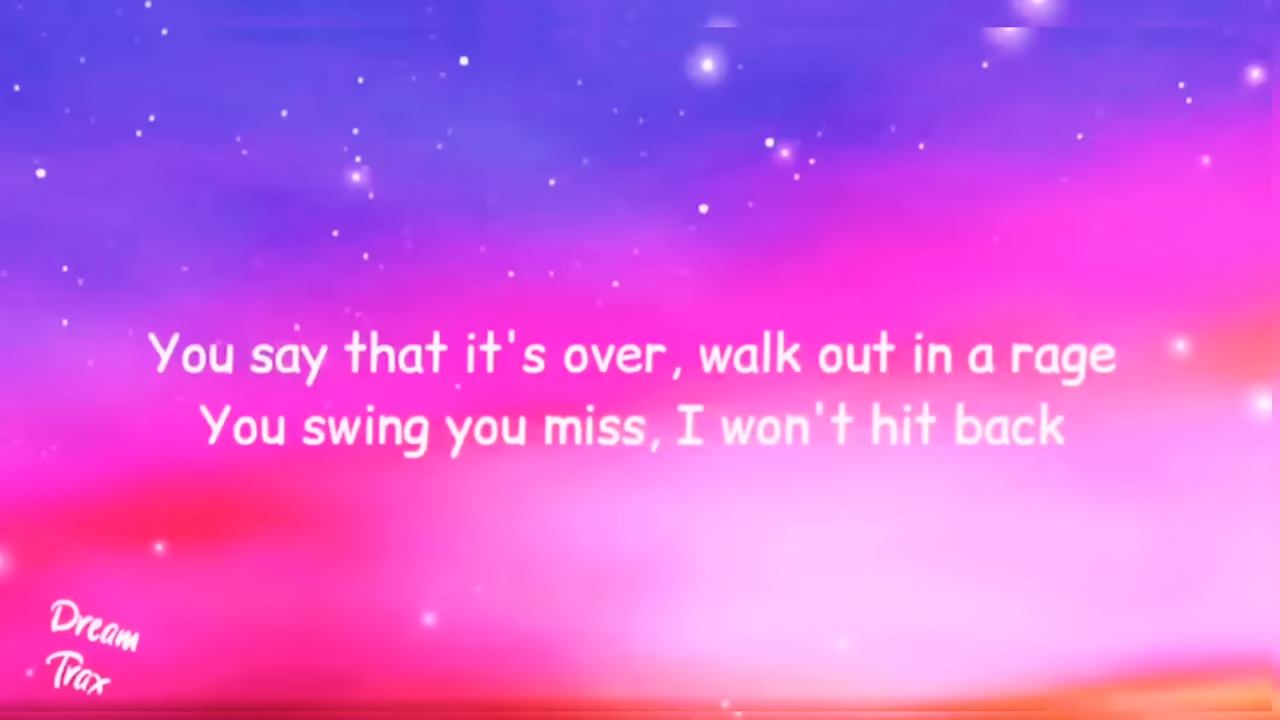 You say that it's over, walk out in a rage
You swing you miss, I won't hit back
Dream
Trax